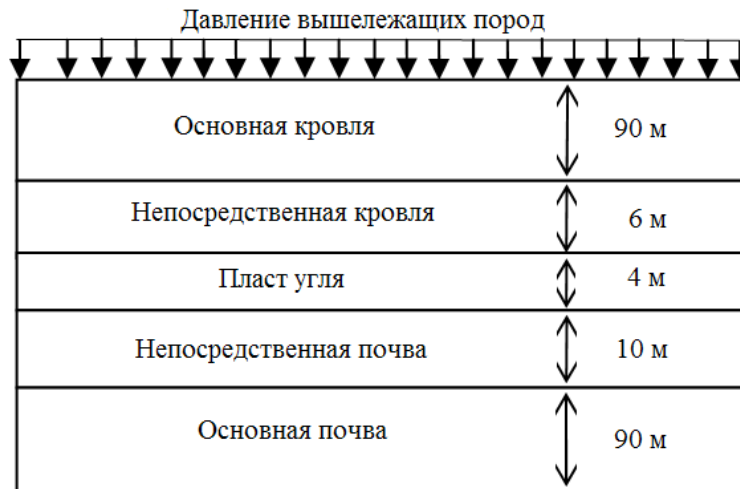 Давление вышележащих пород
Основная кровля
90 м
Непосредственная кровля
6 м
Пласт угля
4 м
Непосредственная почва
10 м
Основная почва
90 м